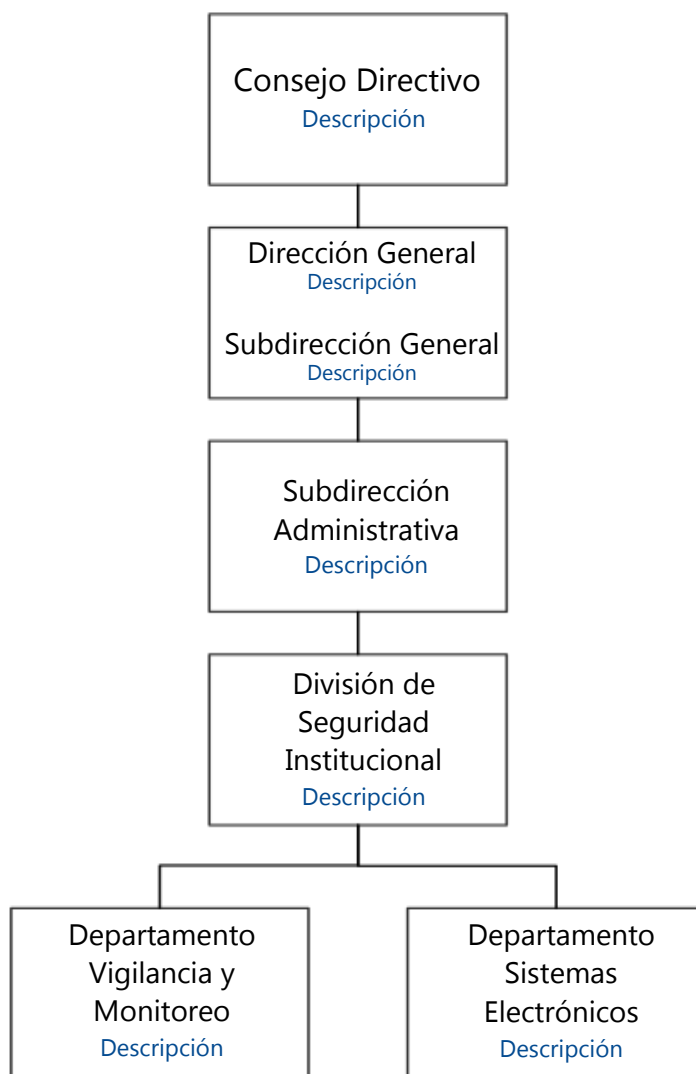 Consejo Directivo
Descripción
Dirección General
Descripción
Subdirección General
Descripción
Subdirección
Administrativa
Descripción
División de
Seguridad
Institucional
Descripción
Departamento
Vigilancia y
Monitoreo
Descripción
Departamento
Sistemas
Electrónicos
Descripción